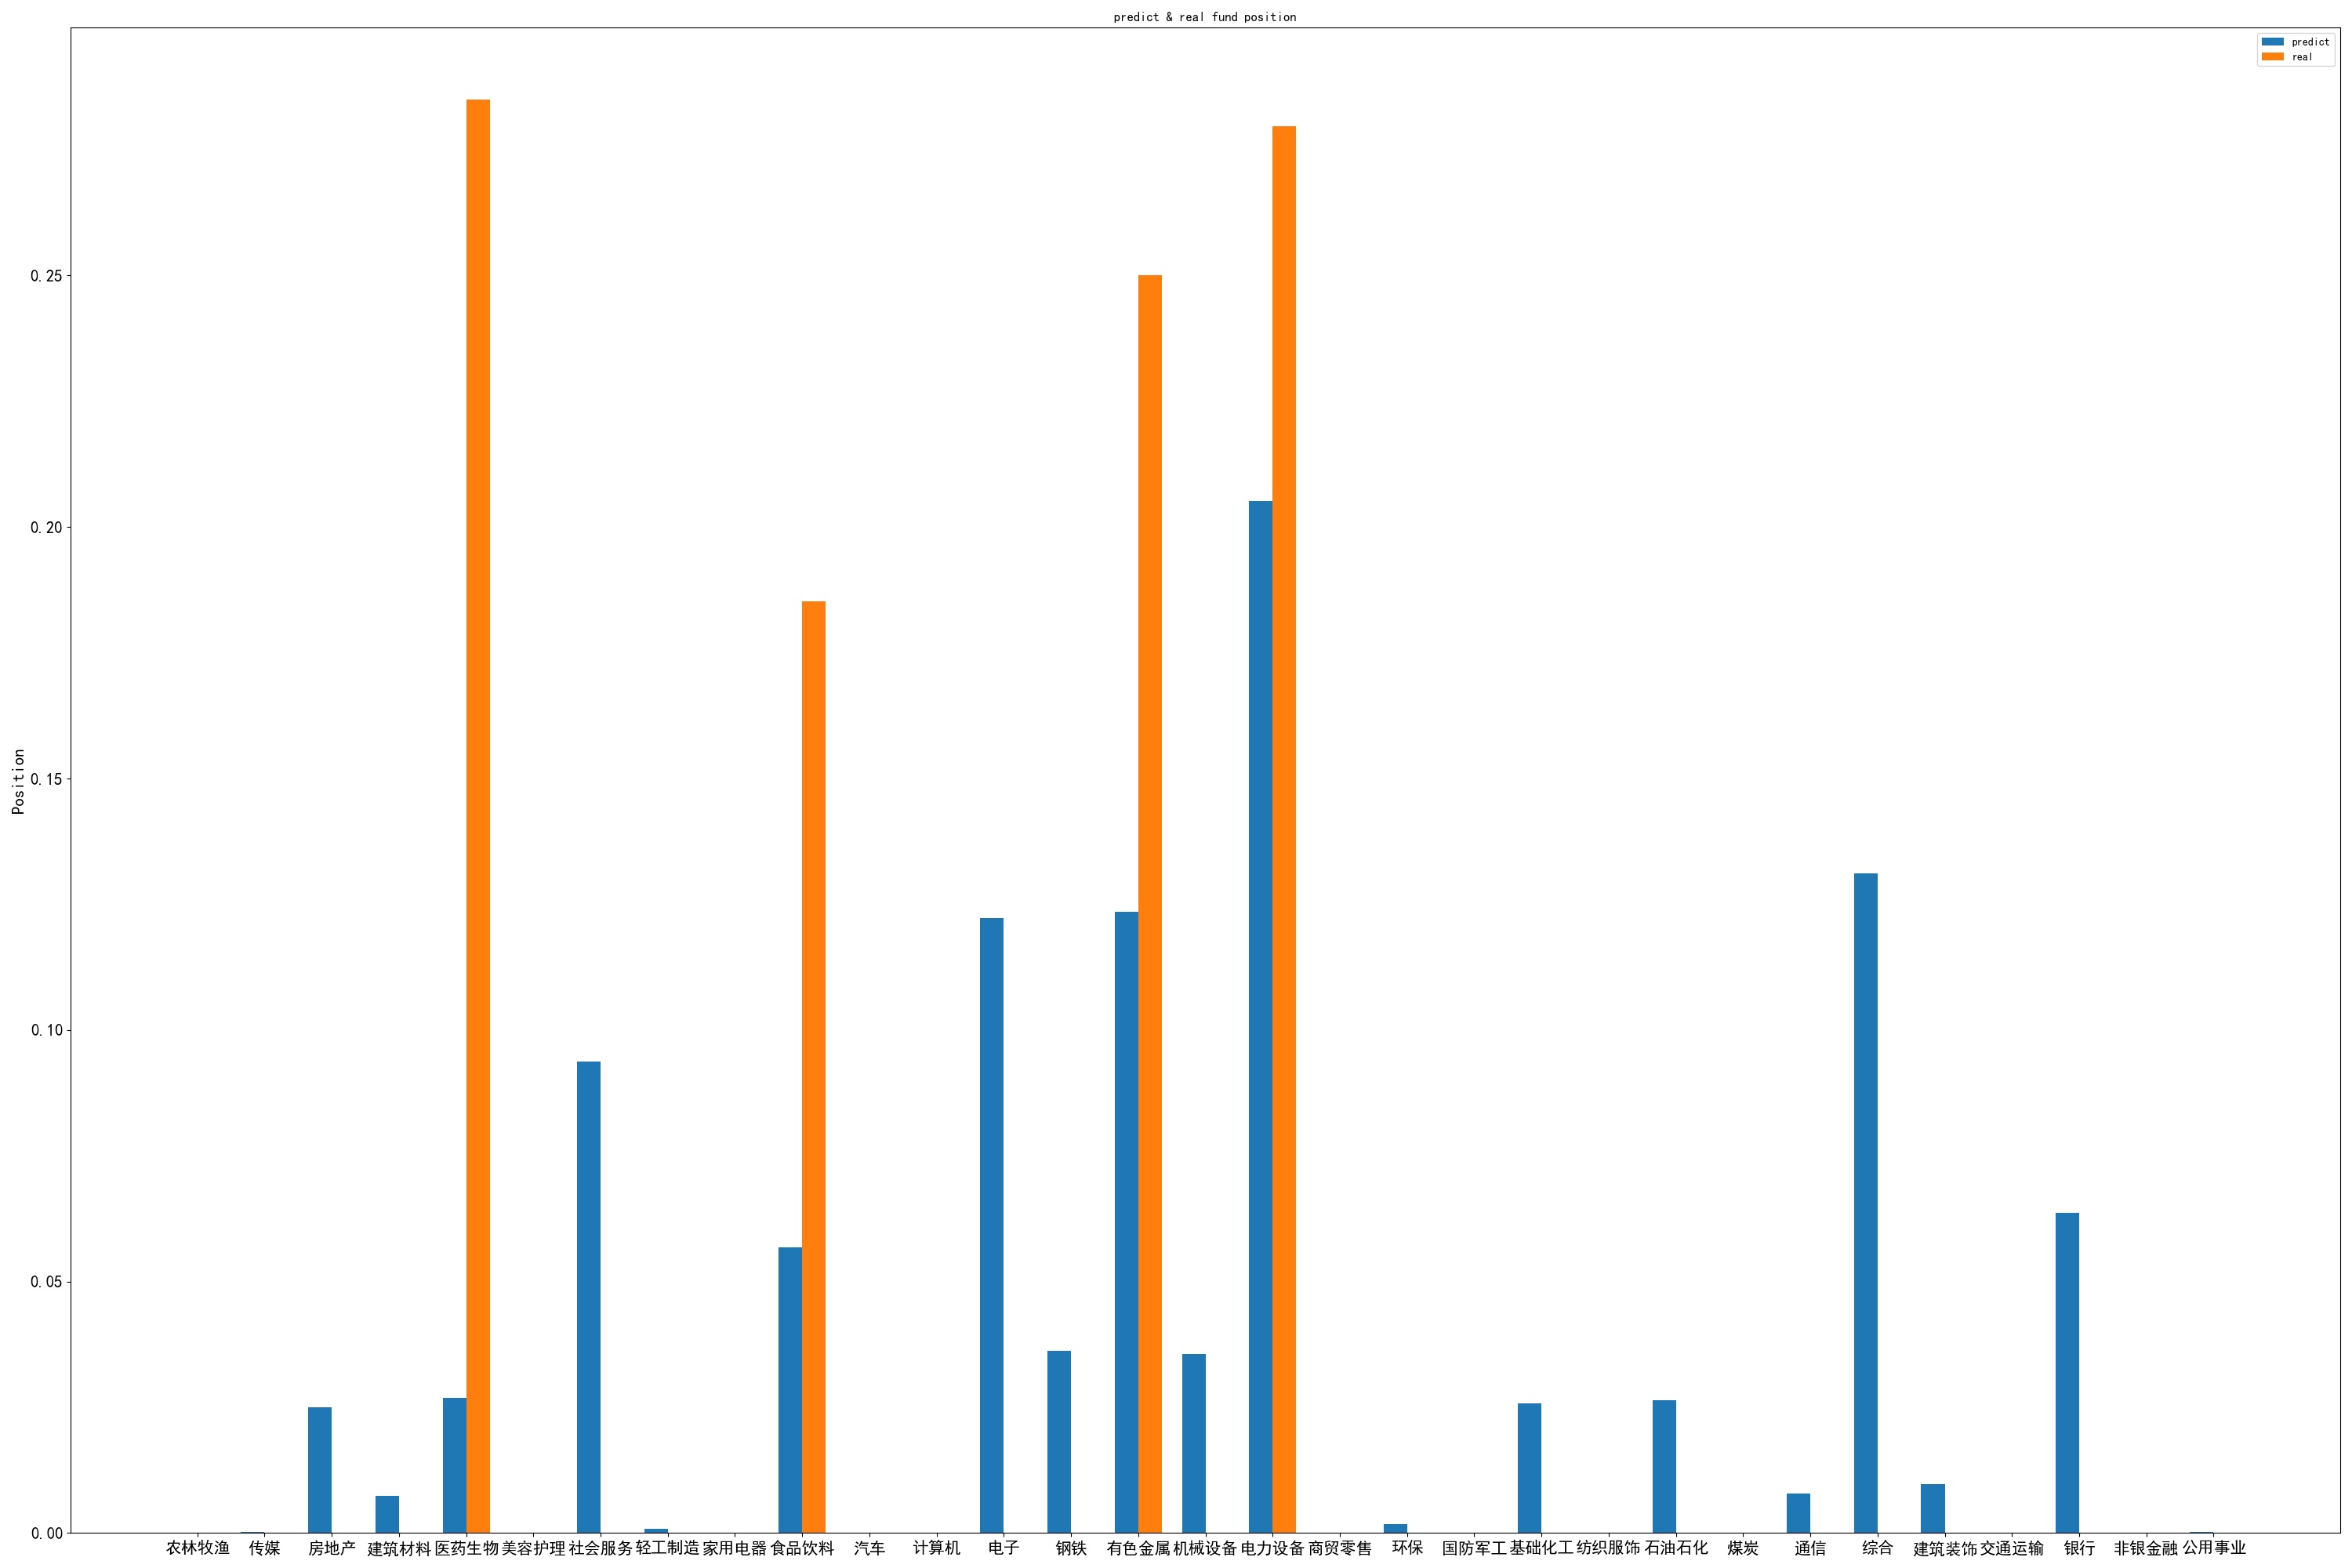 predict & real fund position
predict
real
Position
0.25
0.20
0.15
0.10
0.05
0.00
农林牧渔 传媒 房地产 建筑材料 医药生物 美容护理 社会服务 轻工制造 家用电器 食品饮料 汽车 计算机 电子 钢铁 有色金属 机械设备 电力设备 商贸零售 环保 国防军工 基础化工 纺织服饰 石油石化 煤炭 通信 综合 建筑装饰 交通运输 银行 非银金融 公用事业